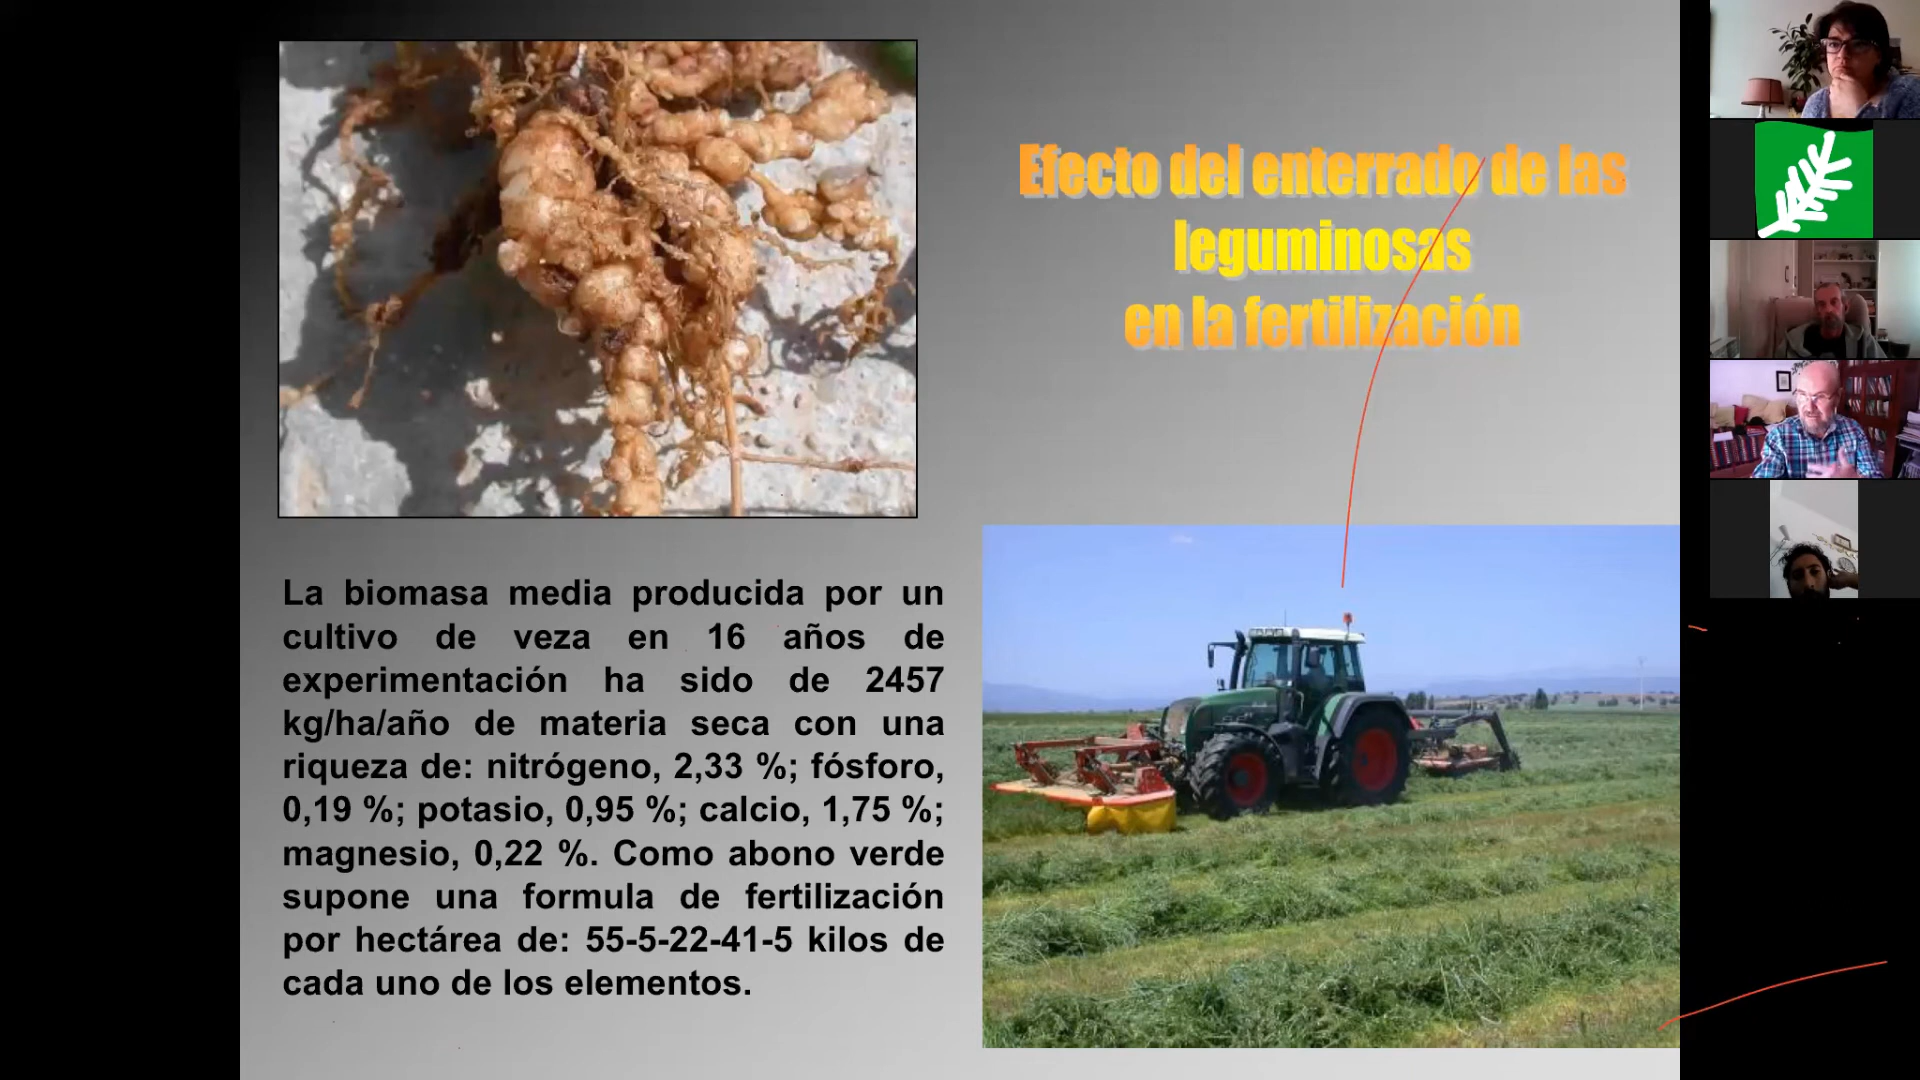 Efecto del enterrado de las
leguminosas
en la fertilización
La biomasa media producida por un
cultivo de veza en 16 años de
experimentación ha sido de 2457
kg/ha/año de materia seca con una
riqueza de: nitrógeno, 2,33 %; fósforo,
0,19 %; potasio, 0,95 %; calcio, 1,75 %;
magnesio, 0,22 %. Como abono verde
supone una formula de fertilización
por hectárea de: 55-5-22-41-5 kilos de
cada uno de los elementos.